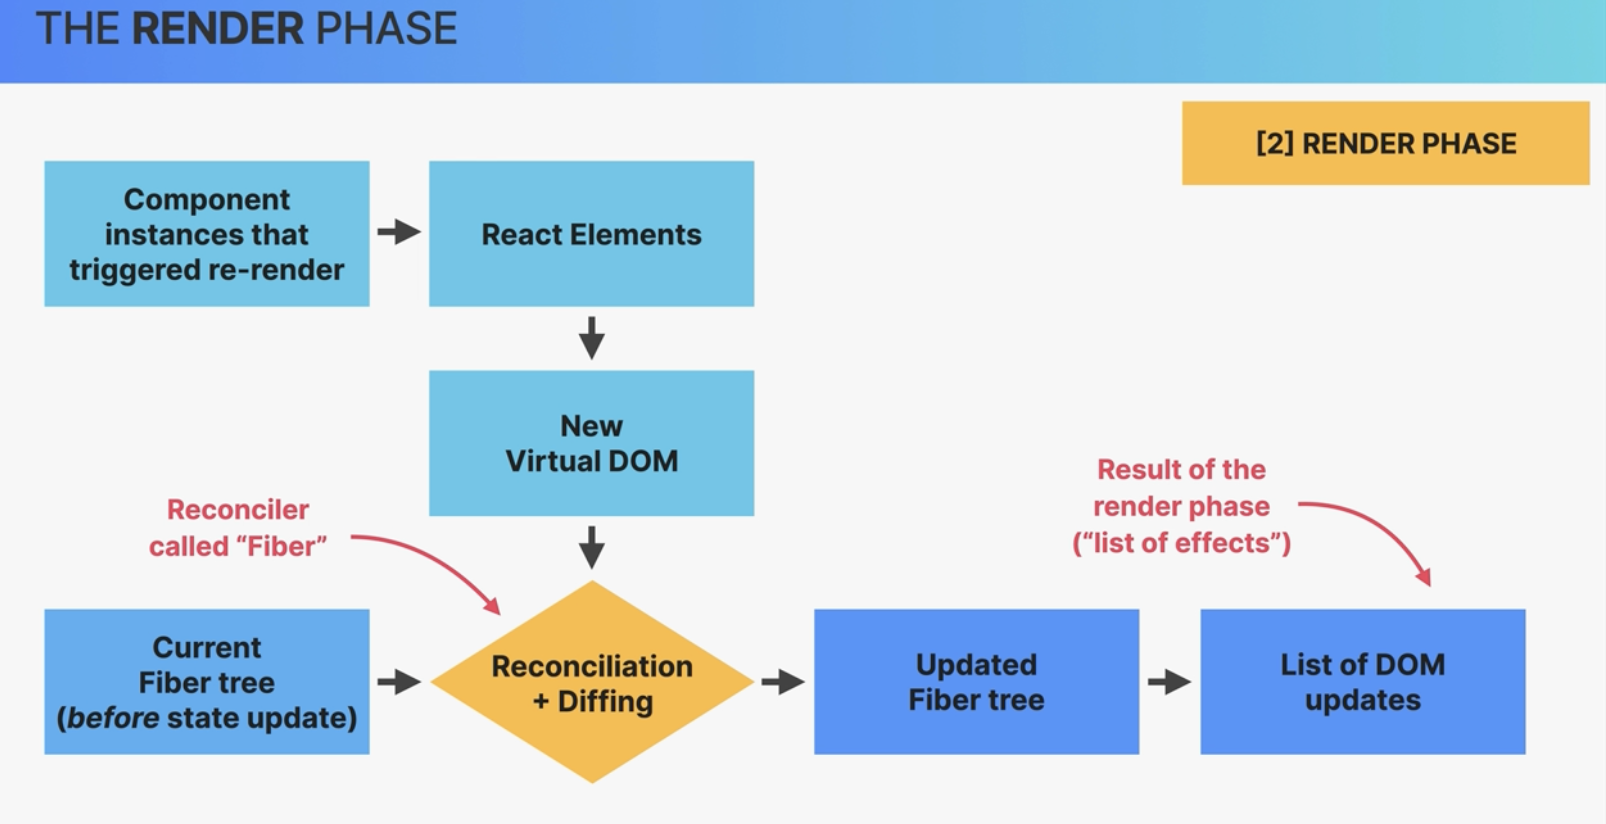 THE RENDER PHASE
[2] RENDER PHASE
Component
instances that
triggered re-render
React Elements
New
Virtual DOM
Reconciler
called “Fiber”
Result of the
render phase
(“list of effects”)
Current
Fiber tree
(before state update)
Reconciliation
+ Diffing
Updated
Fiber tree
List of DOM
updates